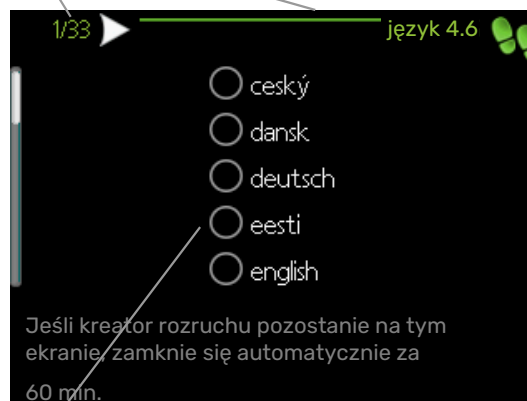 1/33
język 4.6
ceský
dansk
deutsch
eesti
english
Jeśli kreator rozruchu pozostanie na tym
ekranie, zamknie się automatycznie za
60 min.